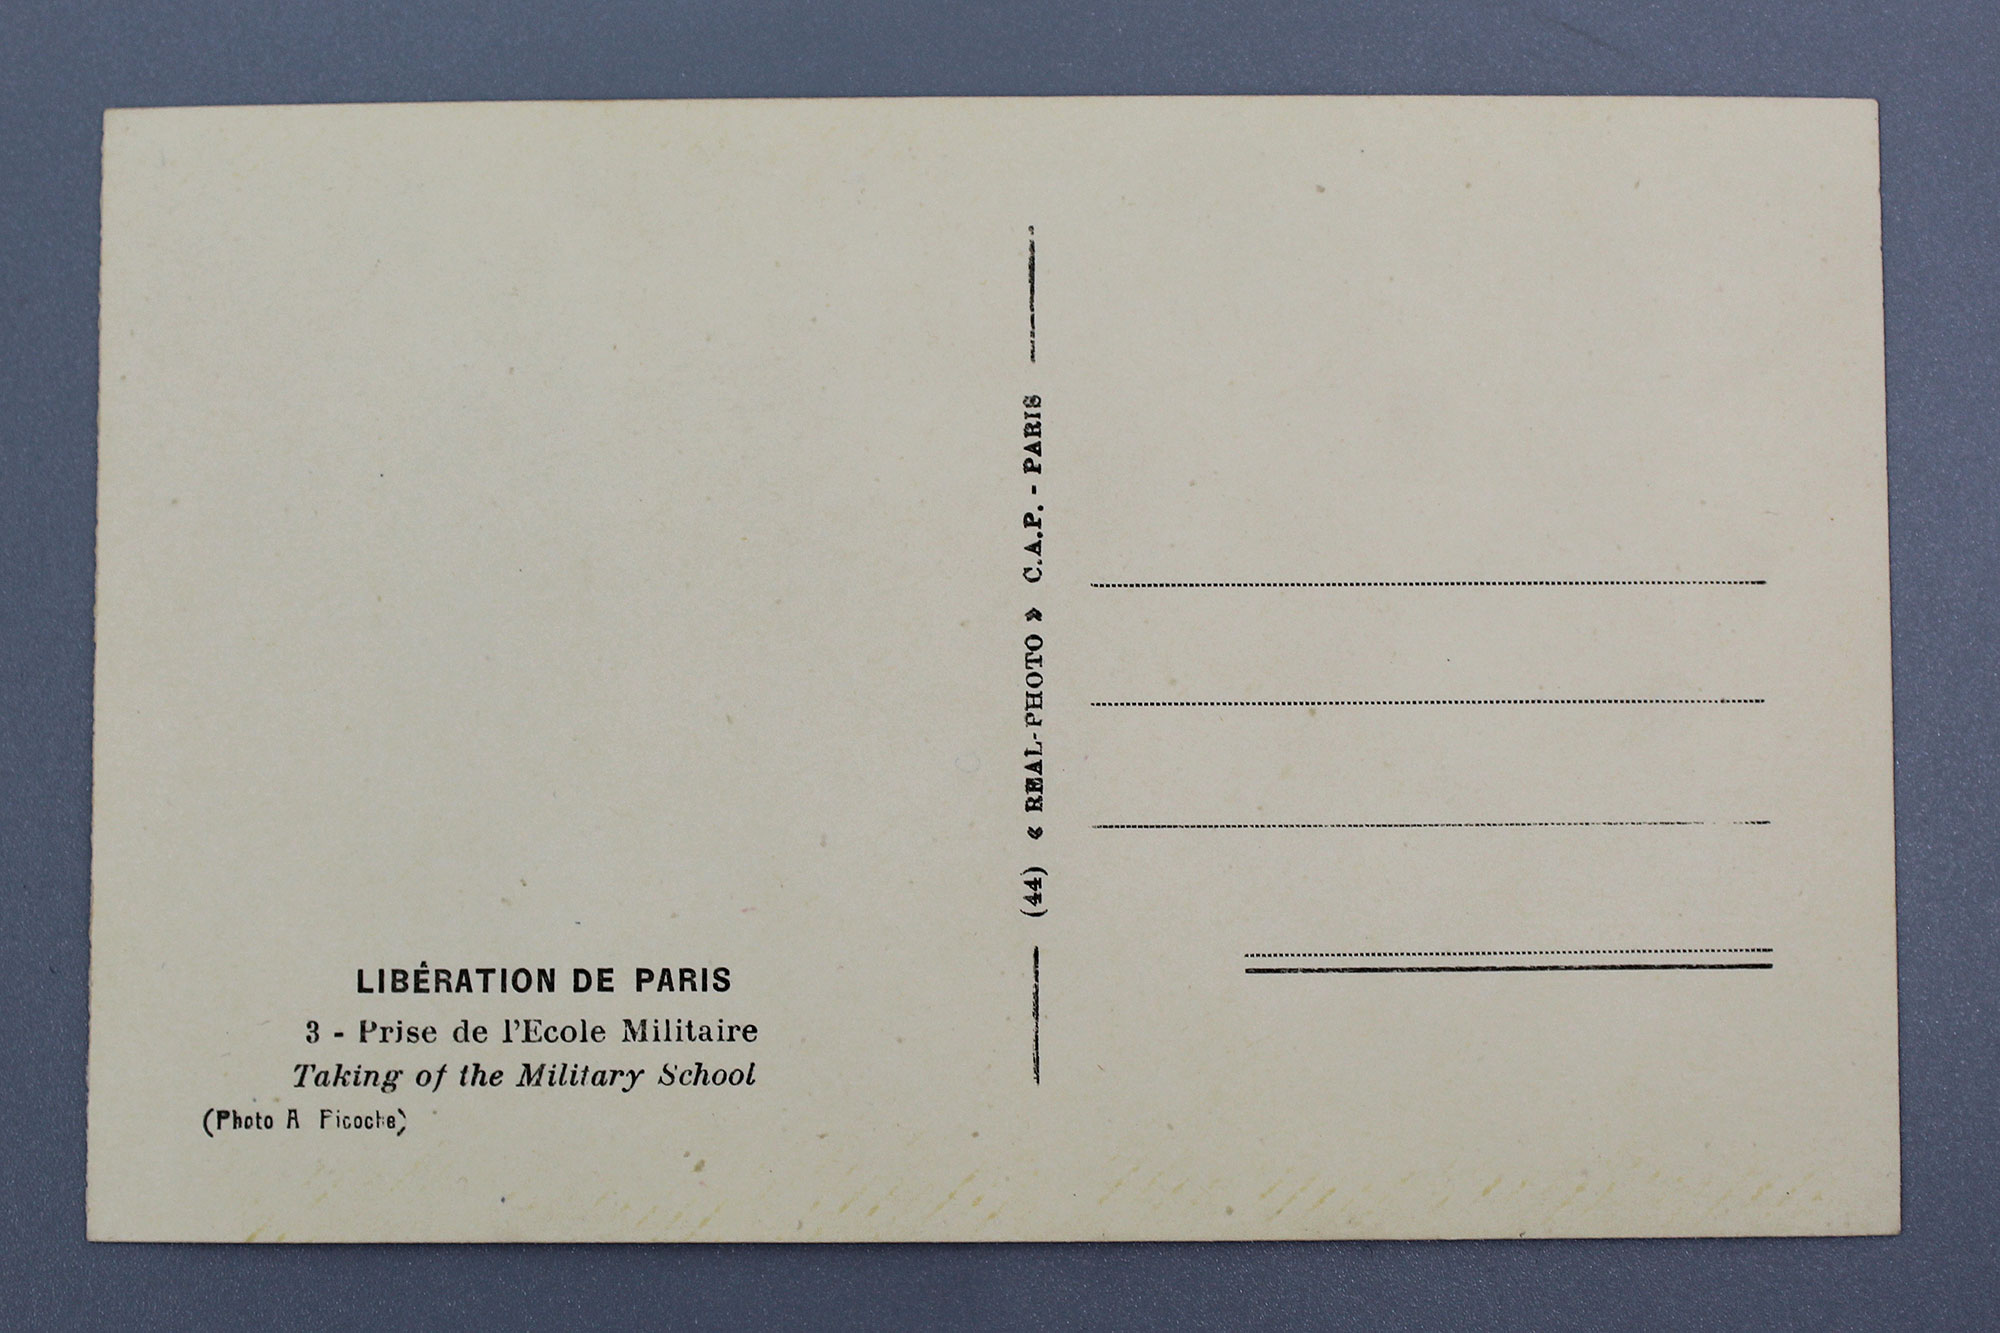 LIBÉRATION DE PARIS
3 - Prise de l'Ecole Militaire
Taking of the Military School
(Photo A Ficoche)
(44) « REAL-PHOTO » C.A.P. - PARIS